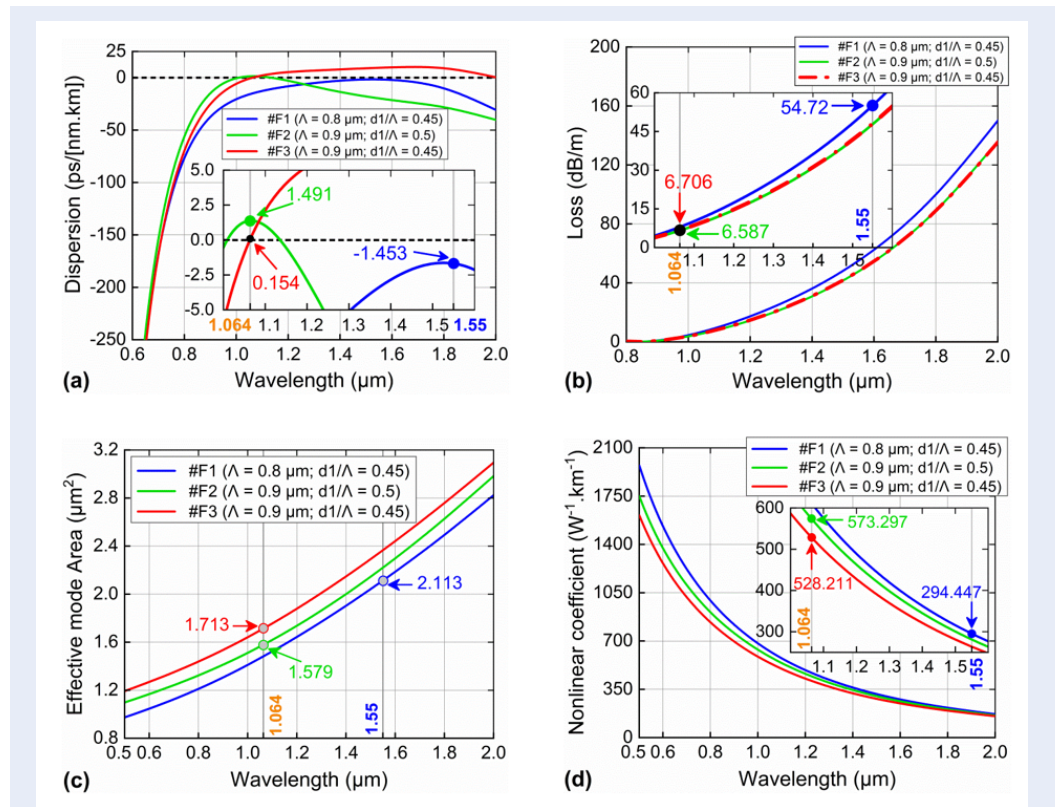 25
0
-50
-100
-150
-200
-250
Dispersion (ps/[nm.km])
#F1 (Λ = 0.8 µm; d1/Λ = 0.45)
#F2 (Λ = 0.9 µm; d1/Λ = 0.5)
#F3 (Λ = 0.9 µm; d1/Λ = 0.45)
5.0
2.5
0.0
-2.5
-5.0
1.491
-1.453
0.154
1.064 1.1 1.2 1.3 1.4 1.5 1.55
0.6 0.8 1.0 1.2 1.4 1.6 1.8 2.0
(a) Wavelength (µm)
200
160
120
80
40
0
Loss (dB/m)
#F1 (Λ = 0.8 µm; d1/Λ = 0.45)
#F2 (Λ = 0.9 µm; d1/Λ = 0.5)
#F3 (Λ = 0.9 µm; d1/Λ = 0.45)
60
45
30
15
0
54.72
6.706
6.587
1.55
1.1 1.2 1.3 1.4 1.5
1.064
0.8 1.0 1.2 1.4 1.6 1.8 2.0
(b) Wavelength (µm)
3.2
2.8
2.4
2.0
1.6
1.2
0.8
Effective mode Area (µm²)
#F1 (Λ = 0.8 µm; d1/Λ = 0.45)
#F2 (Λ = 0.9 µm; d1/Λ = 0.5)
#F3 (Λ = 0.9 µm; d1/Λ = 0.45)
2.113
1.713
1.579
1.064
1.55
0.5 0.6 0.8 1.0 1.2 1.4 1.6 1.8 2.0
(c) Wavelength (µm)
2100
1750
1400
1050
700
350
0
Nonlinear coefficient (W⁻¹.km⁻¹)
#F1 (Λ = 0.8 µm; d1/Λ = 0.45)
#F2 (Λ = 0.9 µm; d1/Λ = 0.5)
#F3 (Λ = 0.9 µm; d1/Λ = 0.45)
600
500
400
300
573.297
528.211
294.447
1.064
1.1 1.2 1.3 1.4 1.5
1.55
0.5 0.6 0.8 1.0 1.2 1.4 1.6 1.8 2.0
(d) Wavelength (µm)